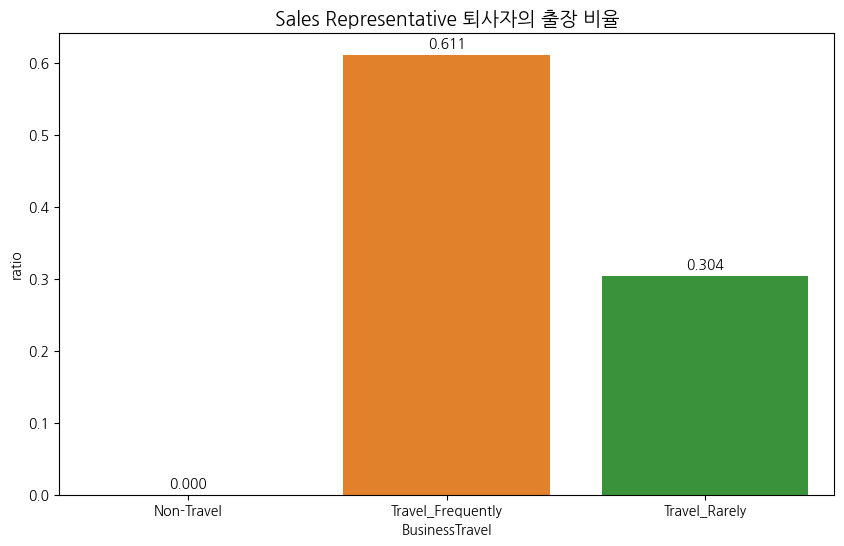 Sales Representative 퇴사자의 출장 비율
0.611
0.304
0.000
ratio
0.6
0.5
0.4
0.3
0.2
0.1
0.0
Non-Travel
Travel_Frequently
Travel_Rarely
BusinessTravel